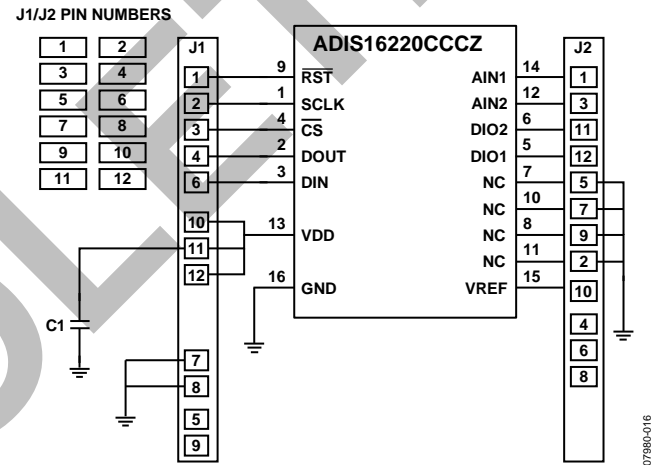 J1/J2 PIN NUMBERS
1 2
3 4
5 6
7 8
9 10
11 12
J1
1
2
3
4
6
10
11
12
7
8
5
9
C1
ADIS16220CCCZ
9 RST
1 SCLK
4 CS
2 DOUT
3 DIN
13 VDD
16 GND
AIN1 14
AIN2 12
DIO2 6
DIO1 5
NC 7
NC 10
NC 8
NC 11
VREF 15
J2
1
3
11
12
5
7
9
2
10
4
6
8
07980-016